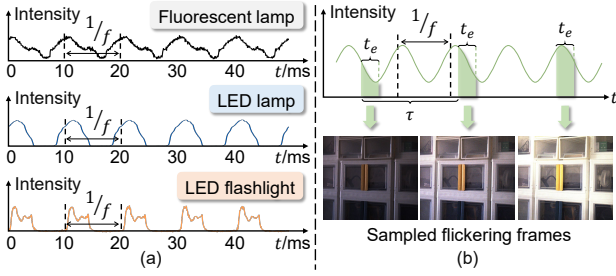 Intensity
Fluorescent lamp
1/f
0 10 20 30 40 t/ms
Intensity
LED lamp
1/f
0 10 20 30 40 t/ms
Intensity
LED flashlight
1/f
0 10 20 30 40 t/ms
(a)
Intensity
t_e 1/f t_e t_e
t
τ
Sampled flickering frames
(b)